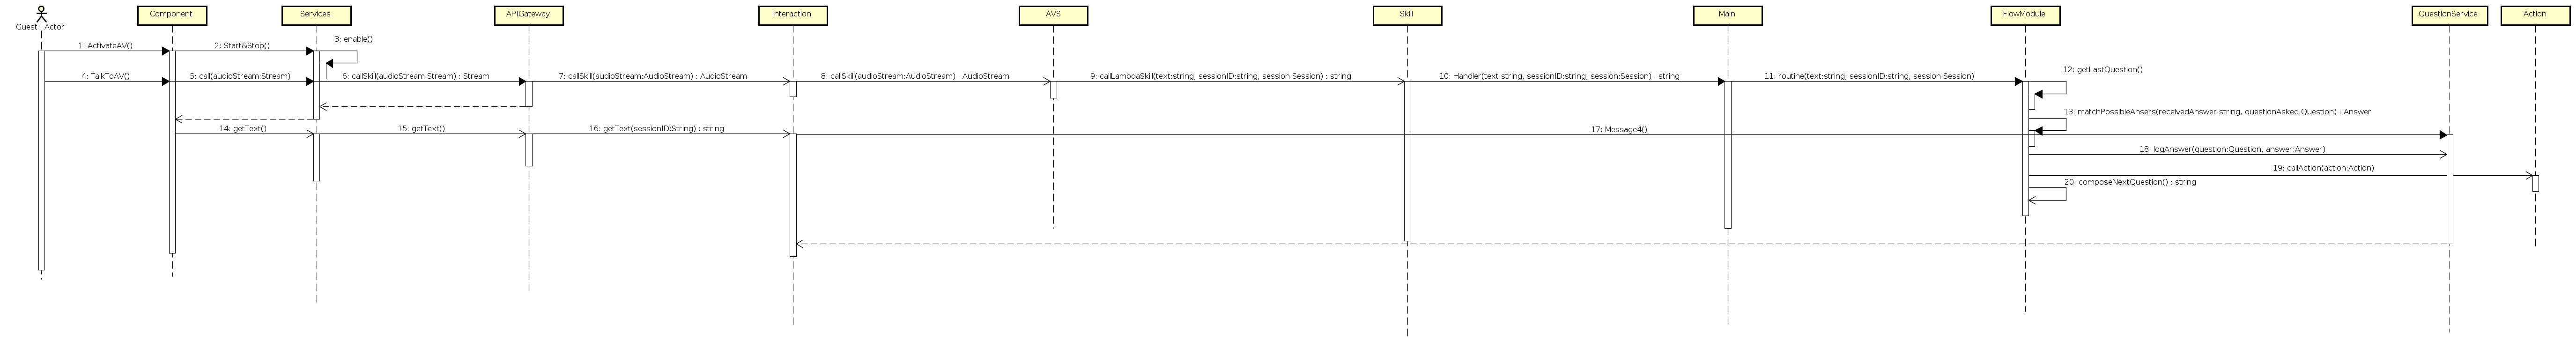 Guest : Actor
Component
Services
APIGateway
Interaction
AVS
Skill
Main
FlowModule
QuestionService
Action
1: ActivateAV()
2: Start&Stop()
3: enable()
4: TalkToAV()
5: call(audioStream:Stream)
6: callSkill(audioStream:Stream) : Stream
7: callSkill(audioStream:AudioStream) : AudioStream
8: callSkill(audioStream:AudioStream) : AudioStream
9: callLambdaSkill(text:string, sessionID:string, session:Session) : string
10: Handler(text:string, sessionID:string, session:Session) : string
11: routine(text:string, sessionID:string, session:Session)
12: getLastQuestion()
13: matchPossibleAnsers(receivedAnswer:string, questionAsked:Question) : Answer
14: getText()
15: getText()
16: getText(sessionID:String) : string
17: Message4()
18: logAnswer(question:Question, answer:Answer)
19: callAction(action:Action)
20: composeNextQuestion() : string